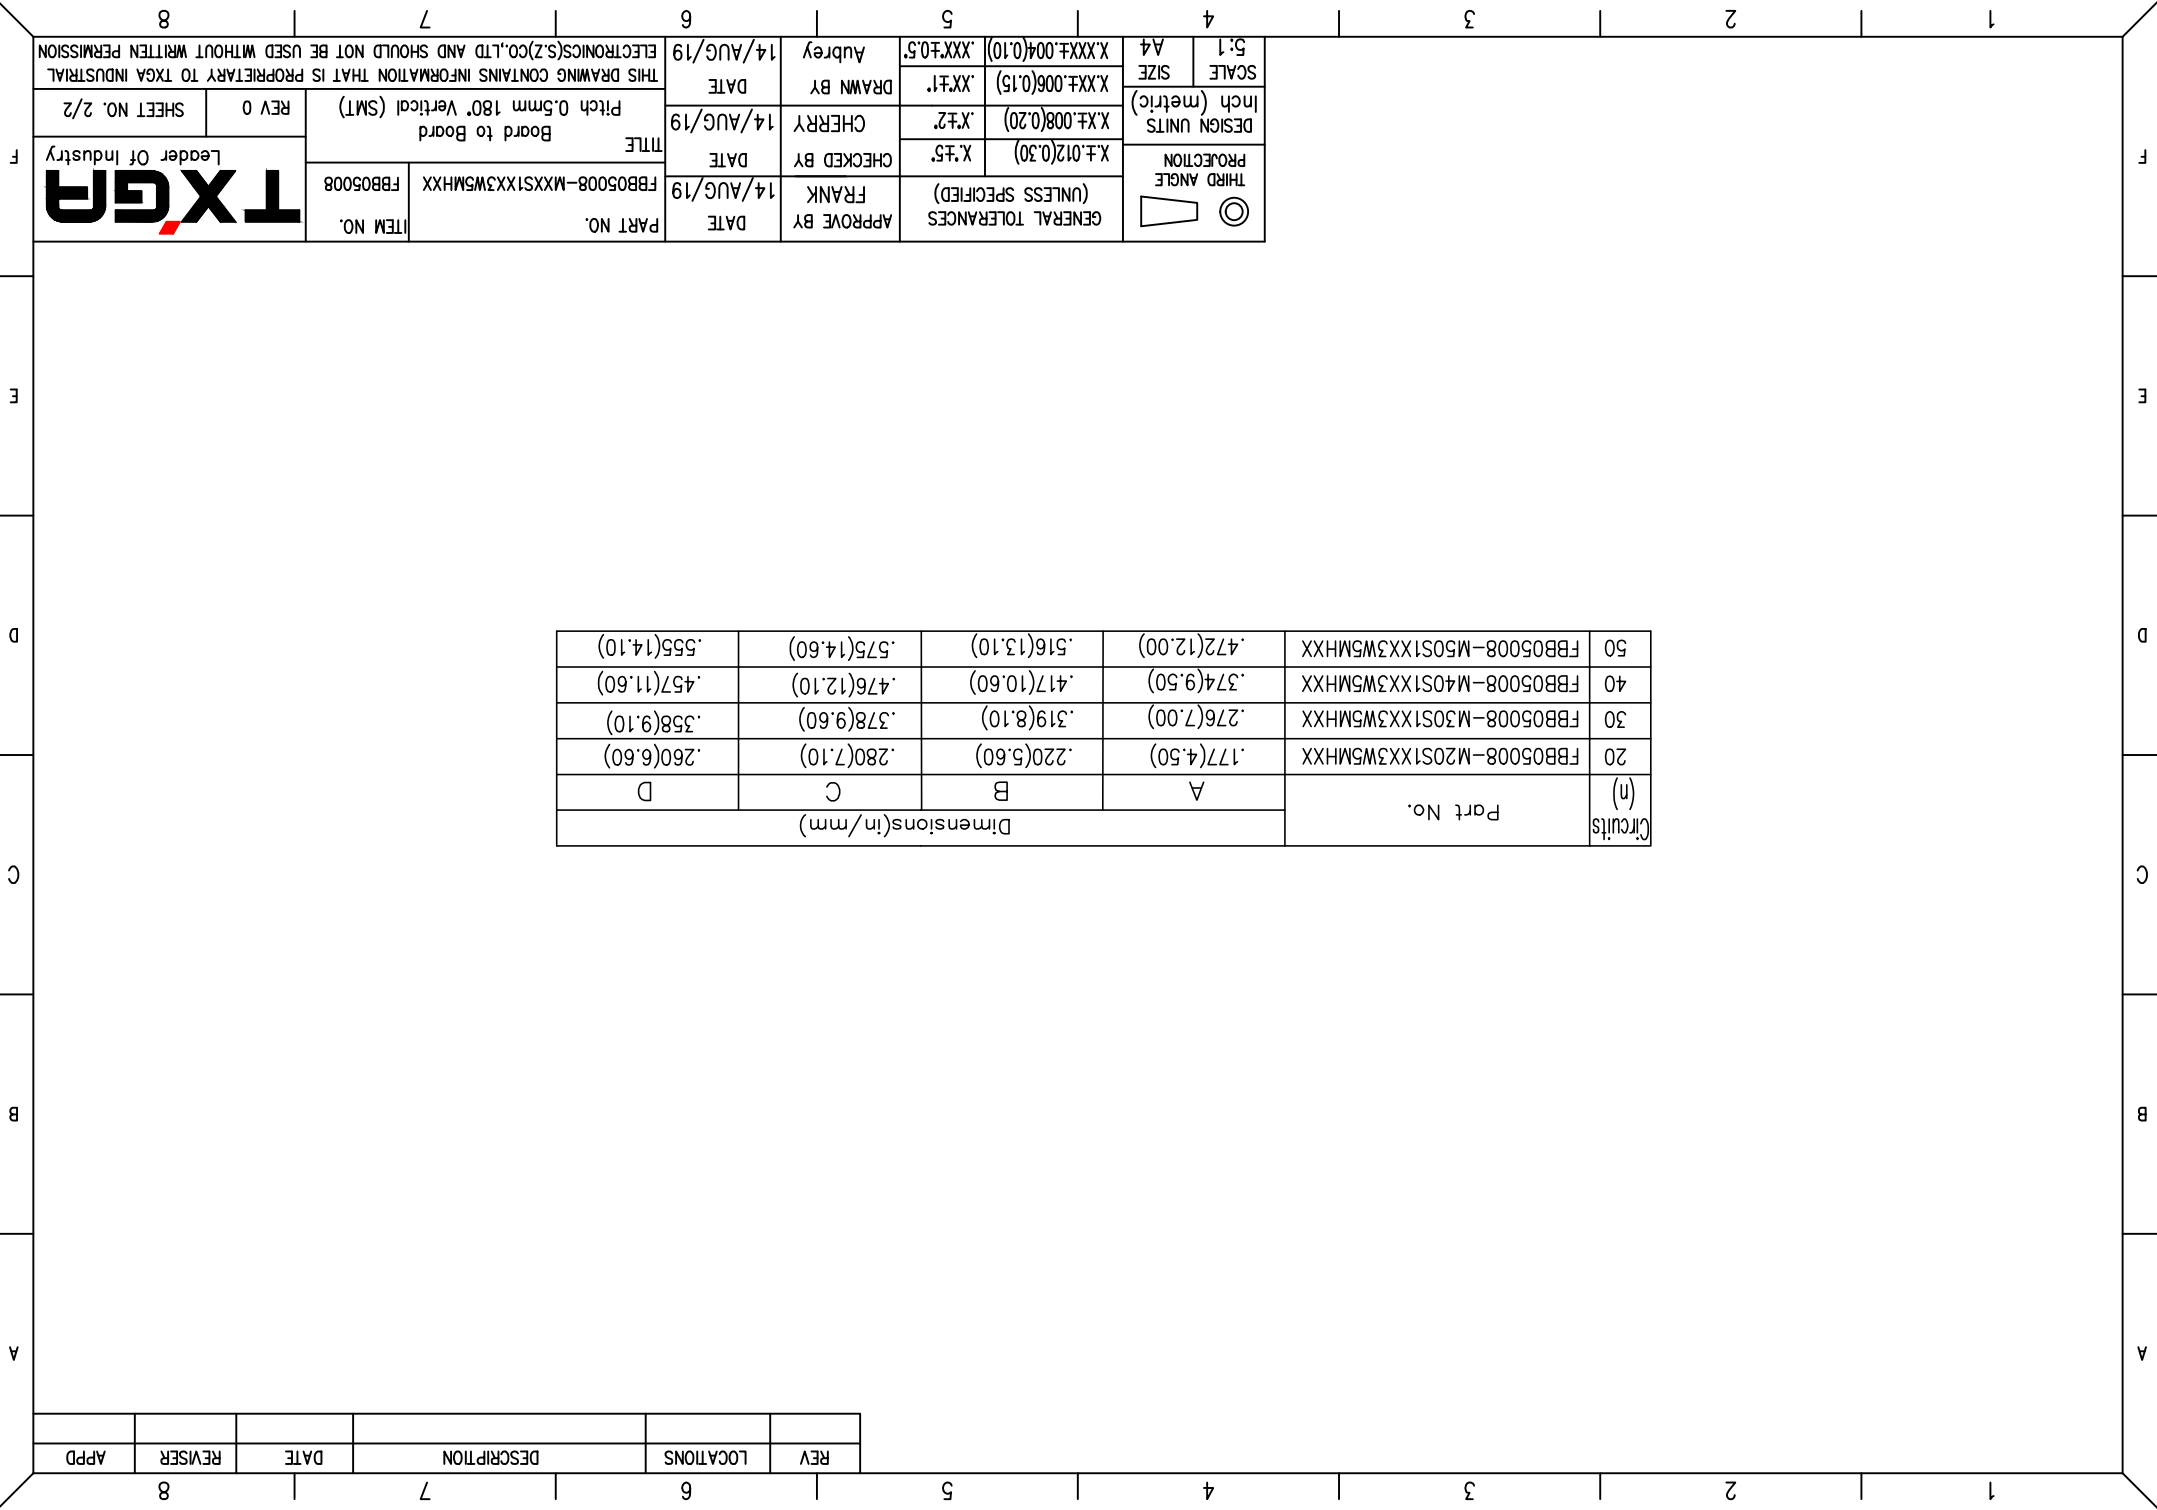 1 2 3 4 5 6 7 8
REV LOCATIONS DESCRIPTION DATE REVISER APPD
A A
B B
C C
Circuits
(n) Part No. Dimensions(in/mm)
A B C D
20 FBB05008-M20S1XX3W5MHXX .177(4.50) .220(5.60) .280(7.10) .260(6.60)
30 FBB05008-M30S1XX3W5MHXX .276(7.00) .319(8.10) .378(9.60) .358(9.10)
40 FBB05008-M40S1XX3W5MHXX .374(9.50) .417(10.60) .476(12.10) .457(11.60)
50 FBB05008-M50S1XX3W5MHXX .472(12.00) .516(13.10) .575(14.60) .555(14.10)
D D
E E
F F
THIRD ANGLE
PROJECTION
DESIGN UNITS
Inch (metric)
SCALE SIZE
5:1 A4
GENERAL TOLERANCES
(UNLESS SPECIFIED)
X.±.012(0.30) X.°±5°
X.X±.008(0.20) .X°±2°
X.XX±.006(0.15) .XX°±1°
X.XXX±.004(0.10) .XXX°±0.5°
APPROVE BY DATE
FRANK 14/AUG/19
CHECKED BY DATE
CHERRY 14/AUG/19
DRAWN BY DATE
Aubrey 14/AUG/19
PART NO. ITEM NO.
FBB05008-MXXS1XX3W5MHXX FBB05008
TITLE
Board to Board
Pitch 0.5mm 180° Vertical (SMT)
TXGA
Leader Of Industry
REV 0 SHEET NO. 2/2
THIS DRAWING CONTAINS INFORMATION THAT IS PROPRIETARY TO TXGA INDUSTRIAL
ELECTRONICS(S.Z)CO.,LTD AND SHOULD NOT BE USED WITHOUT WRITTEN PERMISSION
1 2 3 4 5 6 7 8